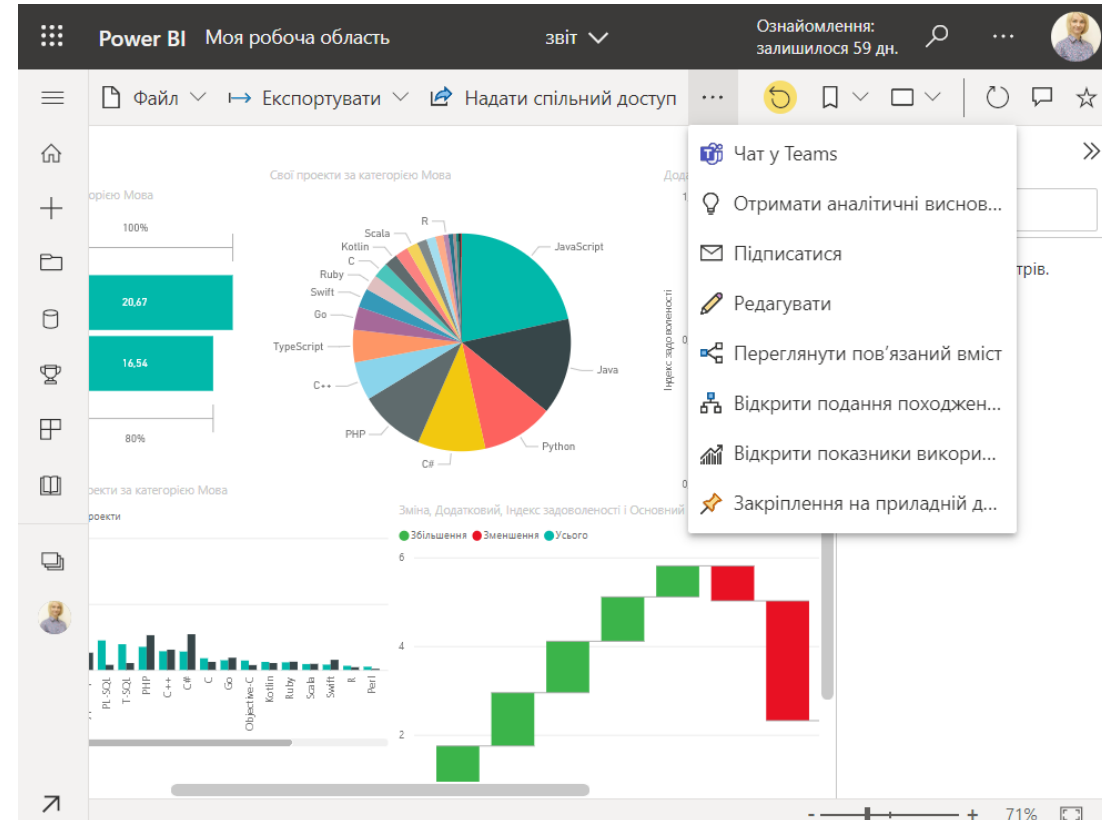 Power BI Моя робоча область
звіт
Ознайомлення:
залишилося 59 дн.
Файл
Експортувати
Надати спільний доступ
Чат у Teams
Отримати аналітичні виснов...
Підписатися
Редагувати
Переглянути пов’язаний вміст
Відкрити подання походжен...
Відкрити показники викори...
Закріплення на приладній д...
трів.
орією Мова
100%
20,67
16,54
80%
Свої проекти за категорією Мова
R
Scala
Kotlin
C
Ruby
Swift
Go
TypeScript
C++
PHP
C#
Python
Java
JavaScript
Дода
Індекс задоволеності
0
оекти за категорією Мова
роекти
PL-SQL
T-SQL
PHP
C++
C#
C
Go
Objective-C
Kotlin
Ruby
Scala
Swift
R
Perl
Зміна, Додатковий, Індекс задоволеності і Основний
Збільшення Зменшення Усього
6
4
2
71%